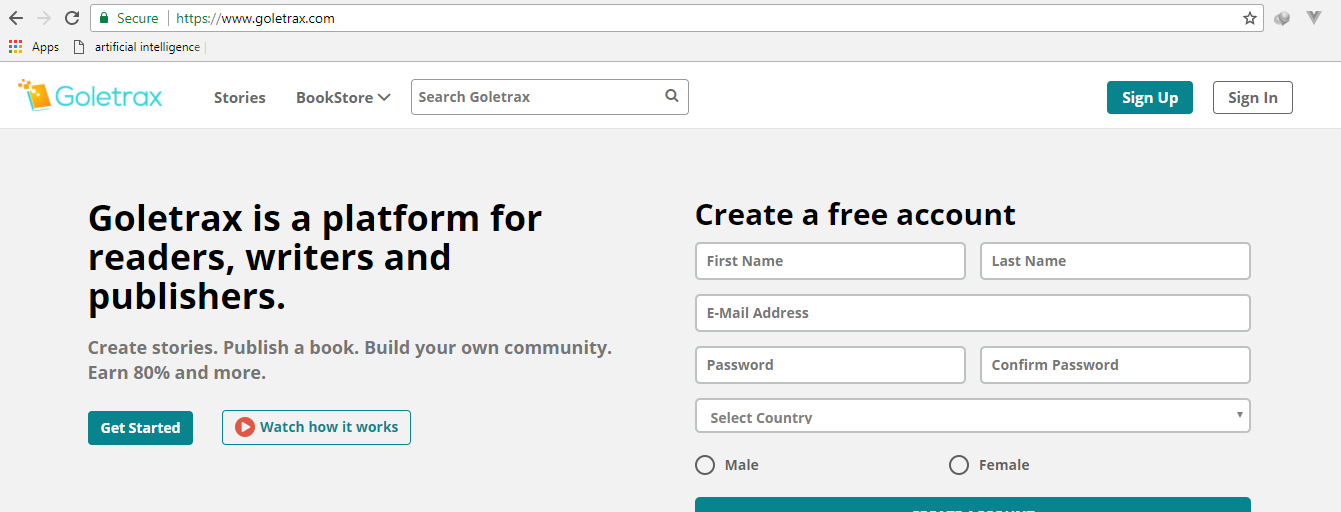 Secure https://www.goletrax.com
Apps artificial intelligence
Goletrax Stories BookStore Search Goletrax Sign Up Sign In
Goletrax is a platform for
readers, writers and
publishers.
Create stories. Publish a book. Build your own community.
Earn 80% and more.
Get Started Watch how it works
Create a free account
First Name Last Name
E-Mail Address
Password Confirm Password
Select Country
Male Female